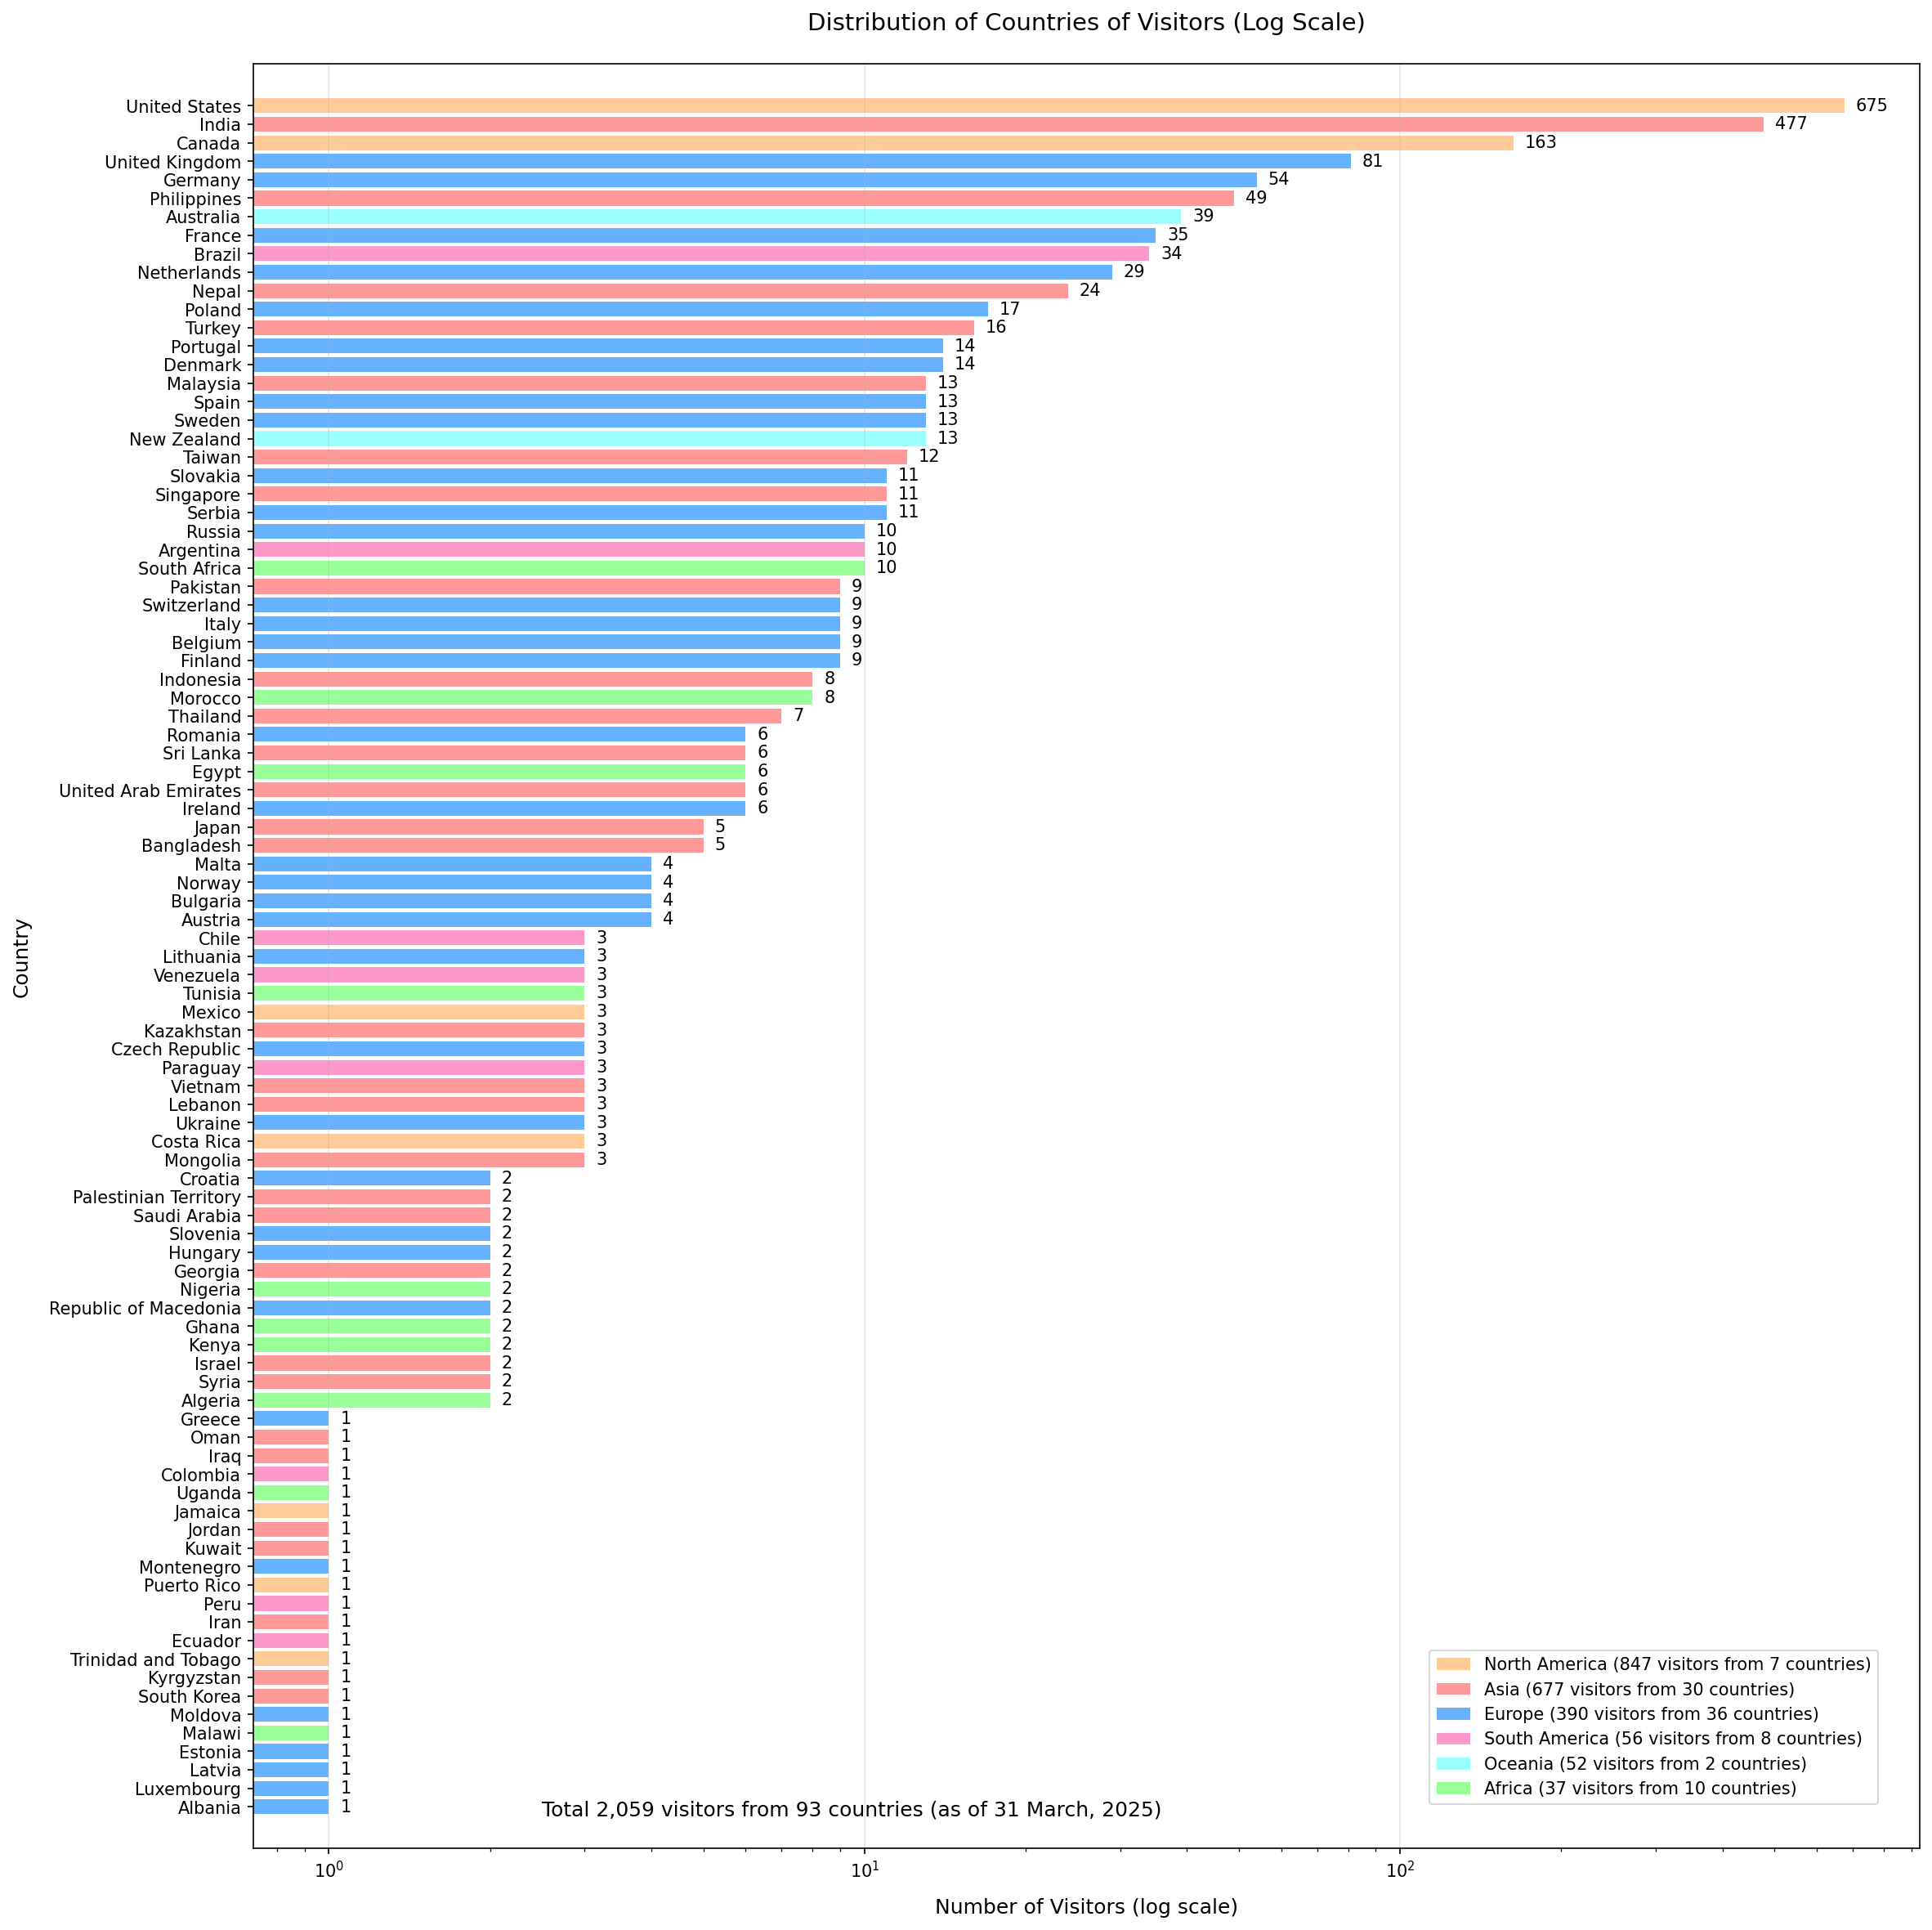 Distribution of Countries of Visitors (Log Scale)
United States 675
India 477
Canada 163
United Kingdom 81
Germany 54
Philippines 49
Australia 39
France 35
Brazil 34
Netherlands 29
Nepal 24
Poland 17
Turkey 16
Portugal 14
Denmark 14
Malaysia 13
Spain 13
Sweden 13
New Zealand 13
Taiwan 12
Slovakia 11
Singapore 11
Serbia 11
Russia 10
Argentina 10
South Africa 10
Pakistan 9
Switzerland 9
Italy 9
Belgium 9
Finland 9
Indonesia 8
Morocco 8
Thailand 7
Romania 6
Sri Lanka 6
Egypt 6
United Arab Emirates 6
Ireland 6
Japan 5
Bangladesh 5
Malta 4
Norway 4
Bulgaria 4
Austria 4
Chile 3
Lithuania 3
Venezuela 3
Tunisia 3
Mexico 3
Kazakhstan 3
Czech Republic 3
Paraguay 3
Vietnam 3
Lebanon 3
Ukraine 3
Costa Rica 3
Mongolia 3
Croatia 2
Palestinian Territory 2
Saudi Arabia 2
Slovenia 2
Hungary 2
Georgia 2
Nigeria 2
Republic of Macedonia 2
Ghana 2
Kenya 2
Israel 2
Syria 2
Algeria 2
Greece 1
Oman 1
Iraq 1
Colombia 1
Uganda 1
Jamaica 1
Jordan 1
Kuwait 1
Montenegro 1
Puerto Rico 1
Peru 1
Iran 1
Ecuador 1
Trinidad and Tobago 1
Kyrgyzstan 1
South Korea 1
Moldova 1
Malawi 1
Estonia 1
Latvia 1
Luxembourg 1
Albania 1
Country
North America (847 visitors from 7 countries)
Asia (677 visitors from 30 countries)
Europe (390 visitors from 36 countries)
South America (56 visitors from 8 countries)
Oceania (52 visitors from 2 countries)
Africa (37 visitors from 10 countries)
Total 2,059 visitors from 93 countries (as of 31 March, 2025)
10⁰ 10¹ 10²
Number of Visitors (log scale)